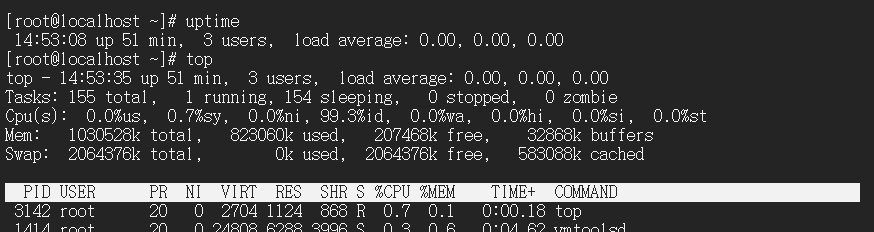 [root@localhost ~]# uptime
 14:53:08 up 51 min,  3 users,  load average: 0.00, 0.00, 0.00
[root@localhost ~]# top
top - 14:53:35 up 51 min,  3 users,  load average: 0.00, 0.00, 0.00
Tasks: 155 total,   1 running, 154 sleeping,   0 stopped,   0 zombie
Cpu(s):  0.0%us,  0.7%sy,  0.0%ni, 99.3%id,  0.0%wa,  0.0%hi,  0.0%si,  0.0%st
Mem:   1030528k total,   823060k used,   207468k free,    32868k buffers
Swap:  2064376k total,        0k used,  2064376k free,   583088k cached
  PID USER      PR  NI  VIRT  RES  SHR S %CPU %MEM    TIME+  COMMAND
 3142 root      20   0  2704 1124  868 R  0.7  0.1   0:00.18 top
 1414 root      20   0 24808 6288 3996 S  0.3  0.6   0:04.62 vmtoolsd